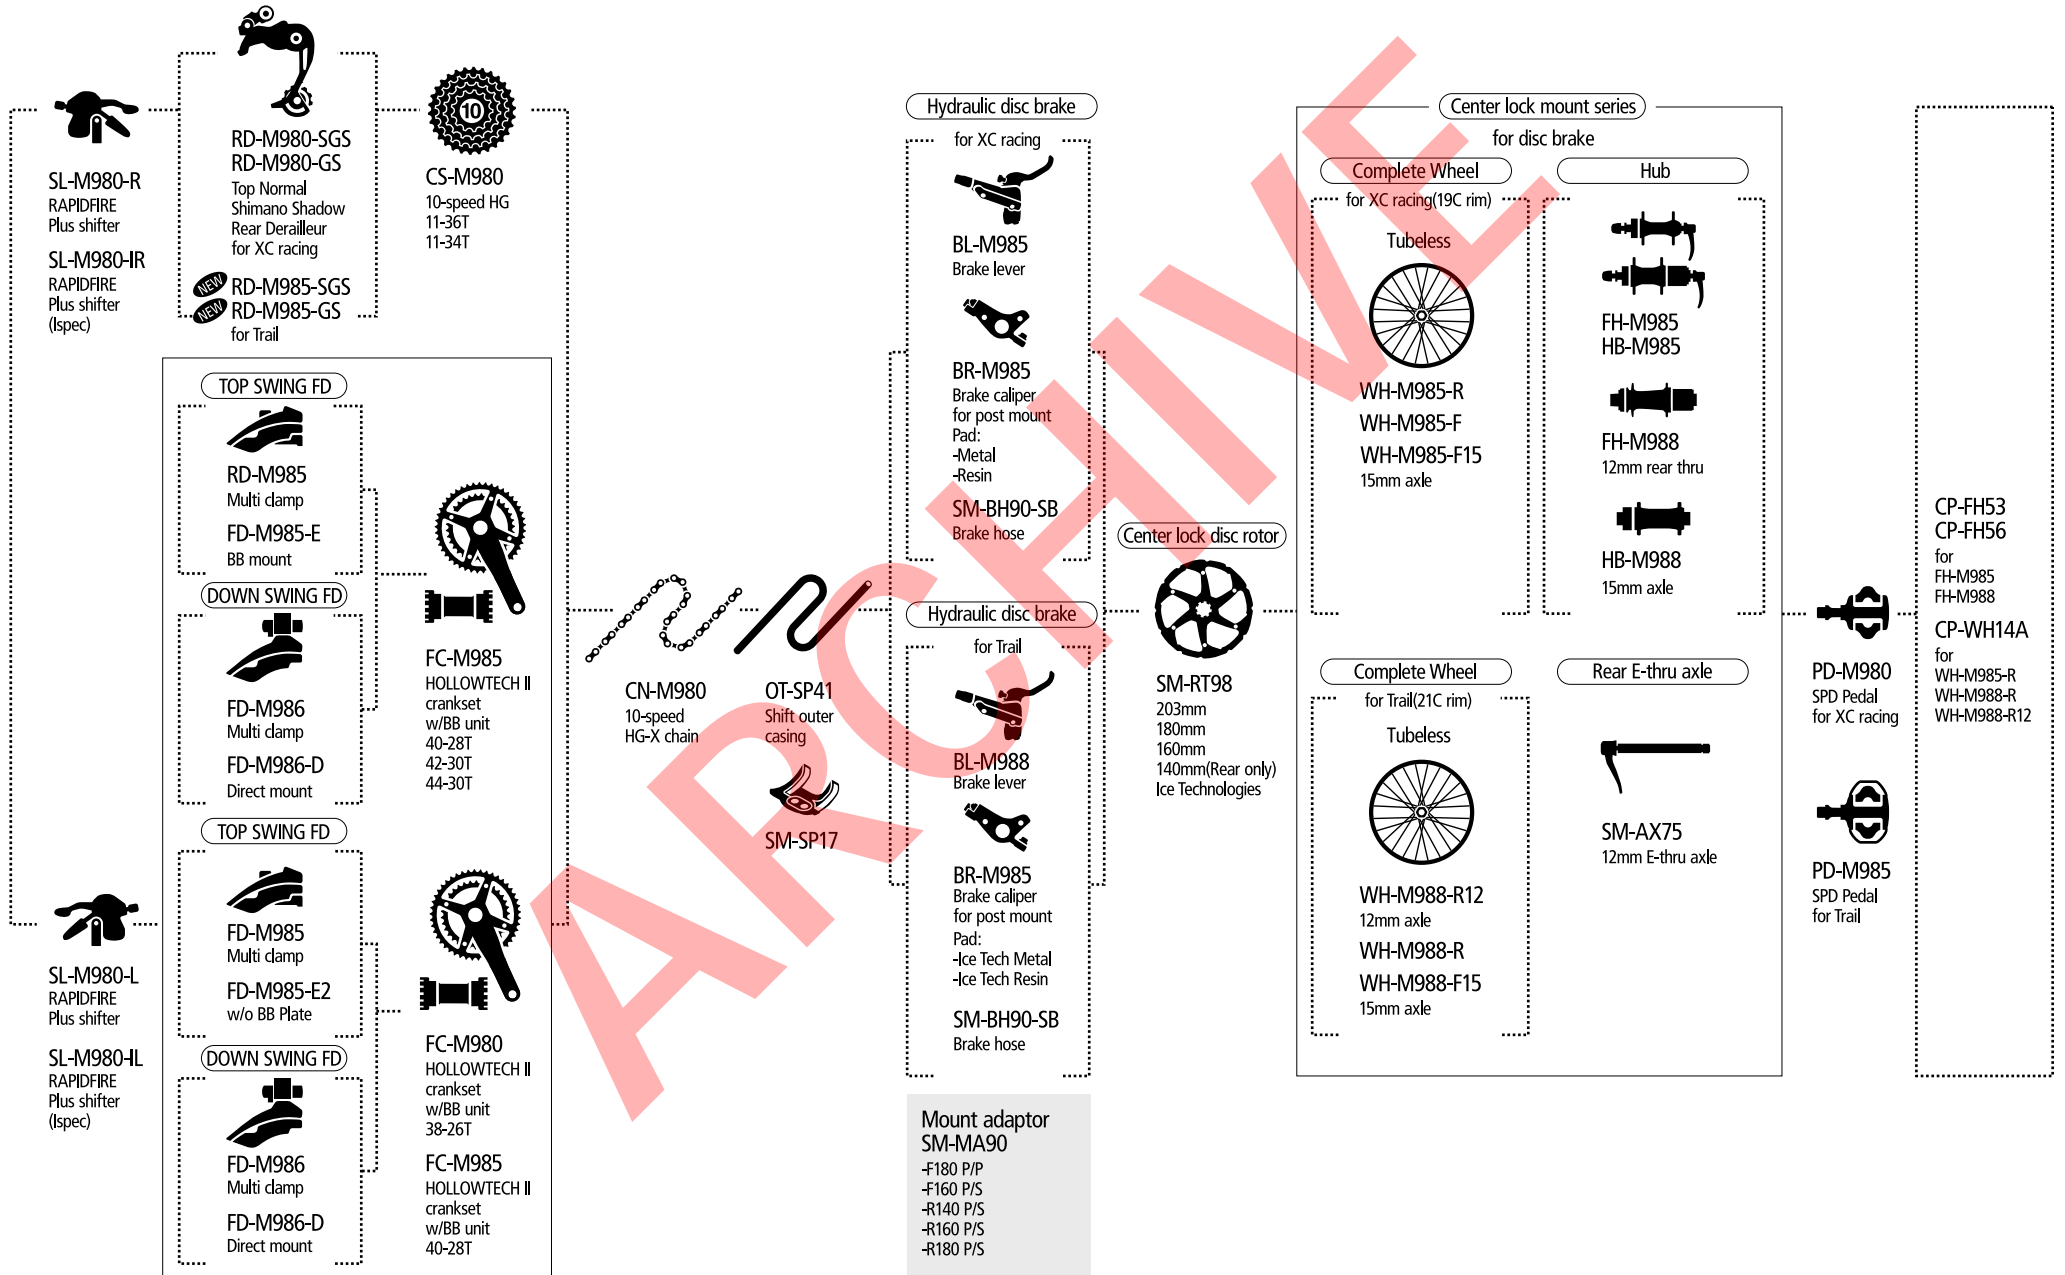 SL-M980-R
RAPIDFIRE
Plus shifter
SL-M980-IR
RAPIDFIRE
Plus shifter
(Ispec)
SL-M980-L
RAPIDFIRE
Plus shifter
SL-M980-IL
RAPIDFIRE
Plus shifter
(Ispec)
RD-M980-SGS
RD-M980-GS
Top Normal
Shimano Shadow
Rear Derailleur
for XC racing
NEW RD-M985-SGS
NEW RD-M985-GS
for Trail
10
CS-M980
10-speed HG
11-36T
11-34T
TOP SWING FD
RD-M985
Multi clamp
FD-M985-E
BB mount
DOWN SWING FD
FD-M986
Multi clamp
FD-M986-D
Direct mount
FC-M985
HOLLOWTECH II
crankset
w/BB unit
40-28T
42-30T
44-30T
TOP SWING FD
FD-M985
Multi clamp
FD-M985-E2
w/o BB Plate
DOWN SWING FD
FD-M986
Multi clamp
FD-M986-D
Direct mount
FC-M980
HOLLOWTECH II
crankset
w/BB unit
38-26T
FC-M985
HOLLOWTECH II
crankset
w/BB unit
40-28T
CN-M980
10-speed
HG-X chain
OT-SP41
Shift outer
casing
SM-SP17
Hydraulic disc brake
for XC racing
BL-M985
Brake lever
BR-M985
Brake caliper
for post mount
Pad:
-Metal
-Resin
SM-BH90-SB
Brake hose
Hydraulic disc brake
for Trail
BL-M988
Brake lever
BR-M985
Brake caliper
for post mount
Pad:
-Ice Tech Metal
-Ice Tech Resin
SM-BH90-SB
Brake hose
Mount adaptor
SM-MA90
-F180 P/P
-F160 P/S
-R140 P/S
-R160 P/S
-R180 P/S
Center lock disc rotor
SM-RT98
203mm
180mm
160mm
140mm(Rear only)
Ice Technologies
Center lock mount series
for disc brake
Complete Wheel
for XC racing(19C rim)
Tubeless
WH-M985-R
WH-M985-F
WH-M985-F15
15mm axle
Hub
FH-M985
HB-M985
FH-M988
12mm rear thru
HB-M988
15mm axle
Complete Wheel
for Trail(21C rim)
Tubeless
WH-M988-R12
12mm axle
WH-M988-R
WH-M988-F15
15mm axle
Rear E-thru axle
SM-AX75
12mm E-thru axle
PD-M980
SPD Pedal
for XC racing
PD-M985
SPD Pedal
for Trail
CP-FH53
CP-FH56
for
FH-M985
FH-M988
CP-WH14A
for
WH-M985-R
WH-M988-R
WH-M988-R12
ARCHIVE